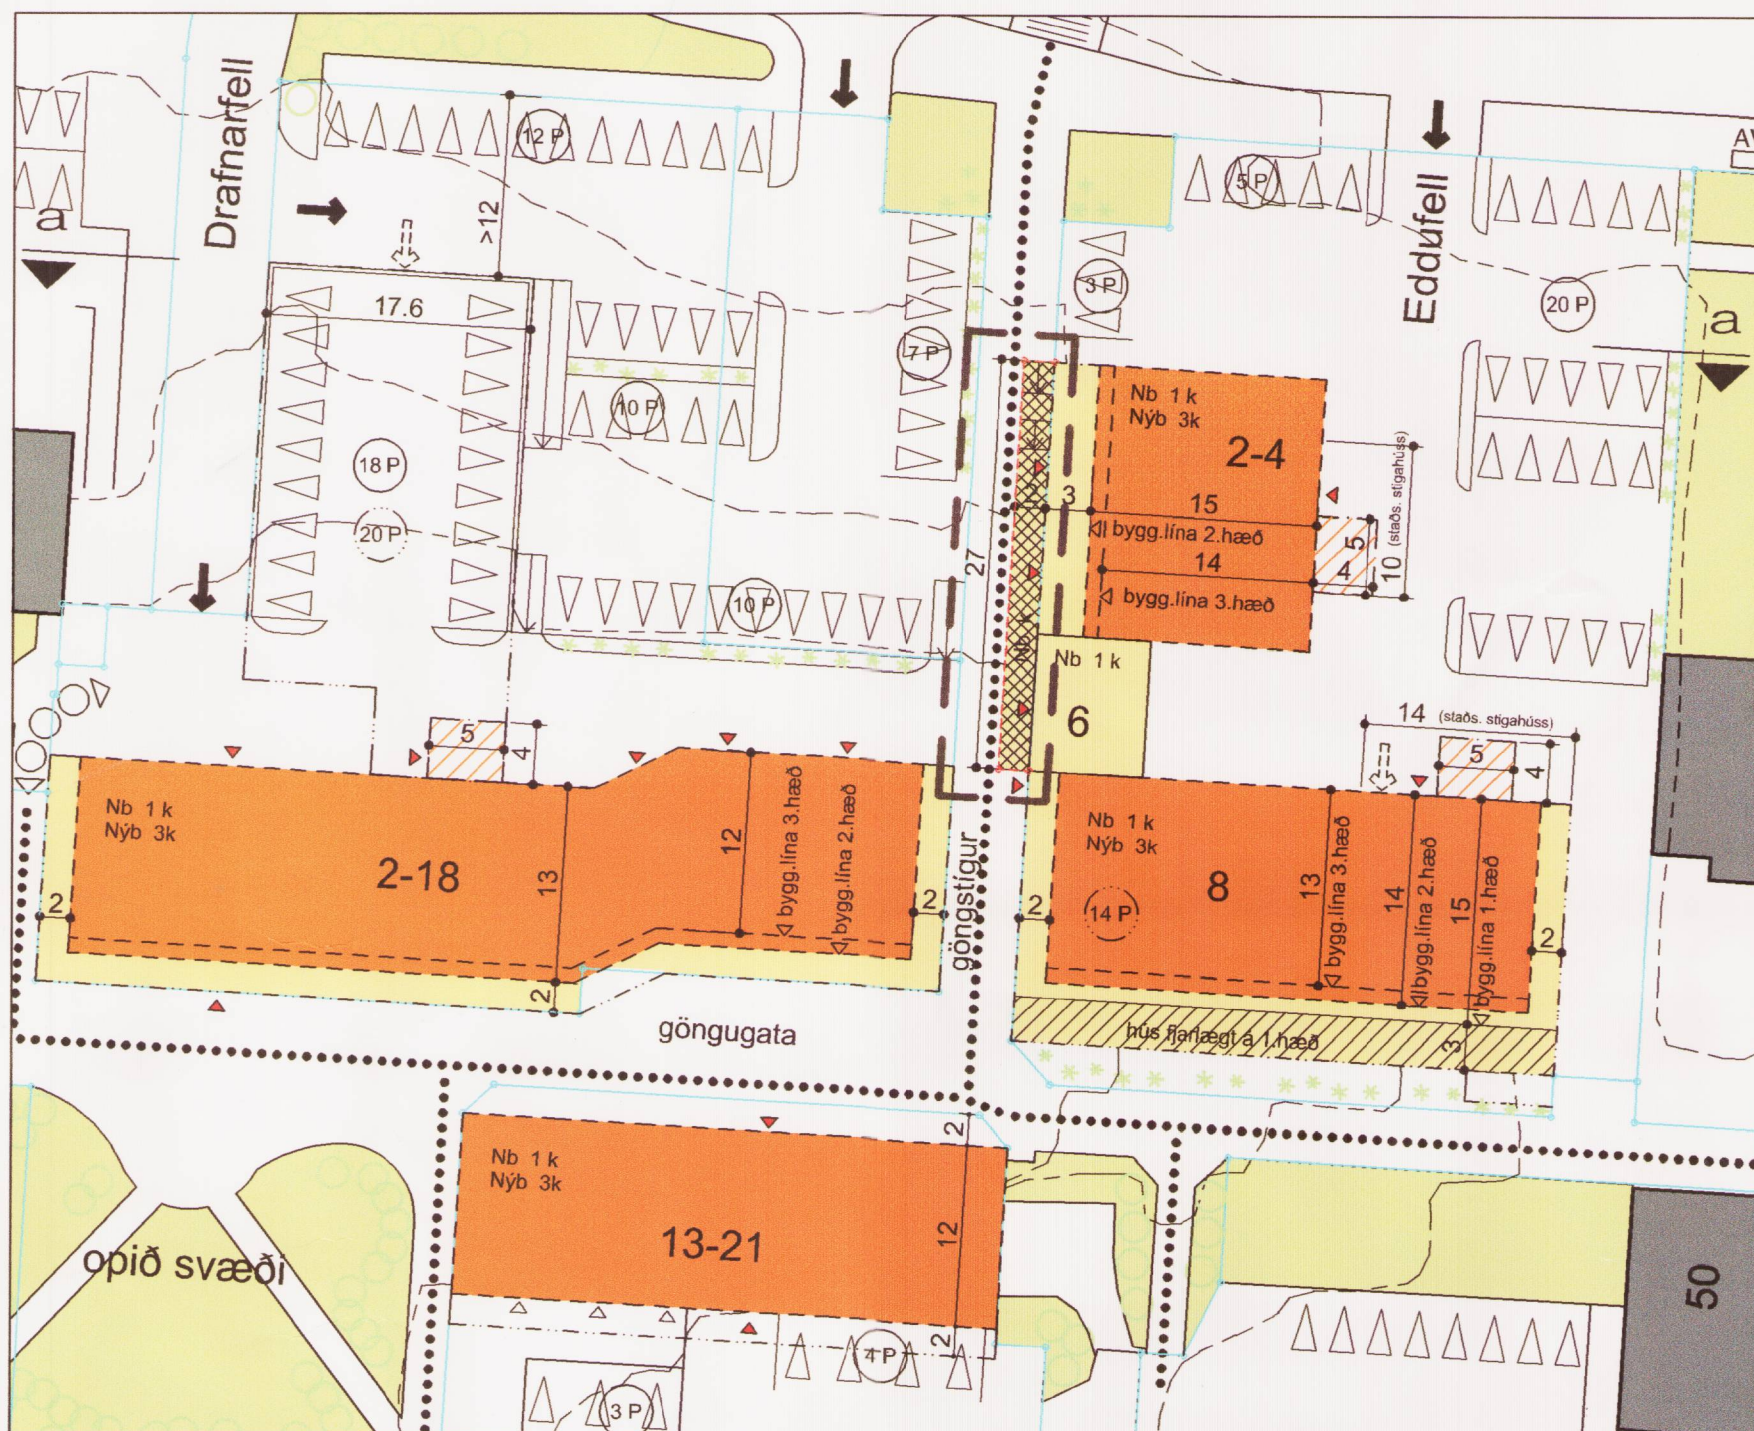 Drafnarfell
12 P
>12
a
17.6
18 P
20 P
10 P
7 P
10 P
5 P
3 P
Eddufell
20 P
AV
a
Nb 1 k
Nýb 3k
2-4
2
3
15
bygg.lína 2.hæð
14
bygg.lína 3.hæð
5
4
10 (staðs. stigahúss)
27
Nb 1 k
6
14 (staðs. stigahúss)
5
4
5
4
Nb 1 k
Nýb 3k
2-18
13
12
bygg.lína 3.hæð
bygg.lína 2.hæð
2
2
2
göngstígur
Nb 1 k
Nýb 3k
8
14 P
2
13
bygg.lína 3.hæð
14
bygg.lína 2.hæð
15
bygg.lína 1.hæð
2
hús fjarlægt á 1.hæð
3
göngugata
opið svæði
Nb 1 k
Nýb 3k
13-21
2
12
2
4 P
3 P
50